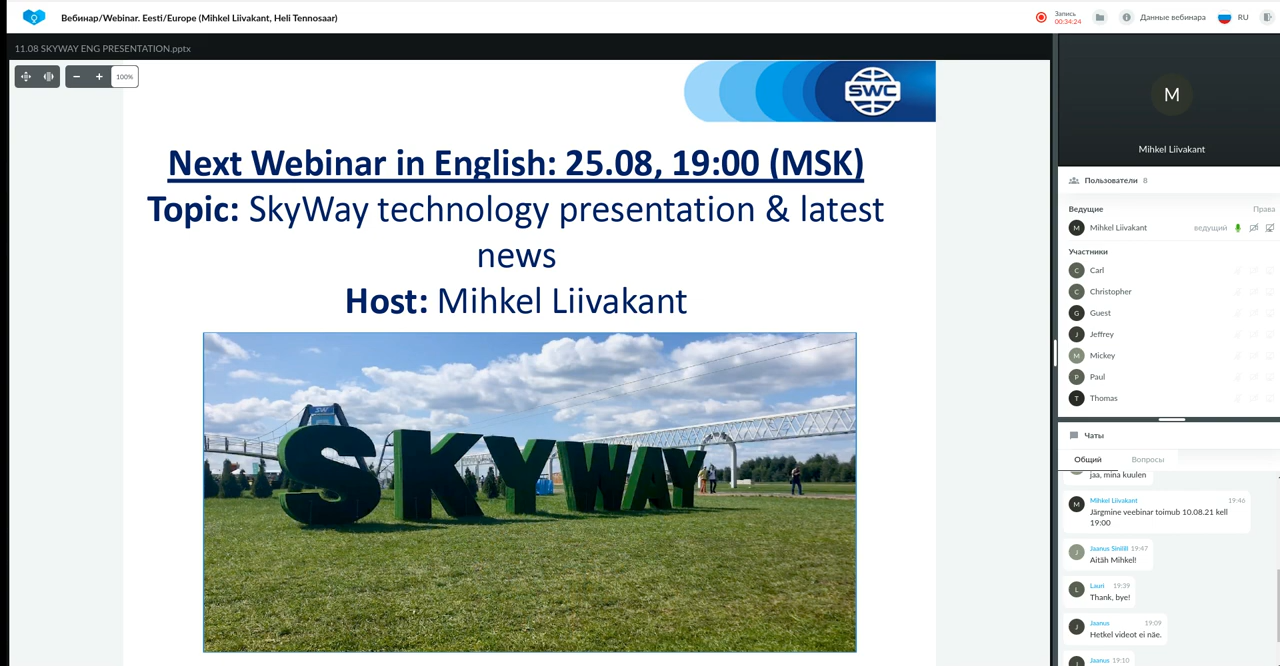 Вебинар/Webinar. Eesti/Europe (Mihkel Liivakant, Heli Tennosaar)
Запись
00:34:24
Данные вебинара
RU
11.08 SKYWAY ENG PRESENTATION.pptx
100%
SWC
Next Webinar in English: 25.08, 19:00 (MSK)
Topic: SkyWay technology presentation & latest
news
Host: Mihkel Liivakant
SW
SKYWAY
M
Mihkel Liivakant
Пользователи 8
Ведущие Права
M Mihkel Liivakant ведущий
Участники
C Carl
C Christopher
G Guest
J Jeffrey
M Mickey
P Paul
T Thomas
Чаты
Общий Вопросы
jaa, mina kuulen
M Mihkel Liivakant 19:46
Järgmine veebinar toimub 10.08.21 kell
19:00
J Jaanus Siniiill 19:47
Aitäh Mihkel!
L Lauri 19:39
Thank, bye!
J Jaanus 19:09
Hetkel videot ei näe.
J Jaanus 19:10